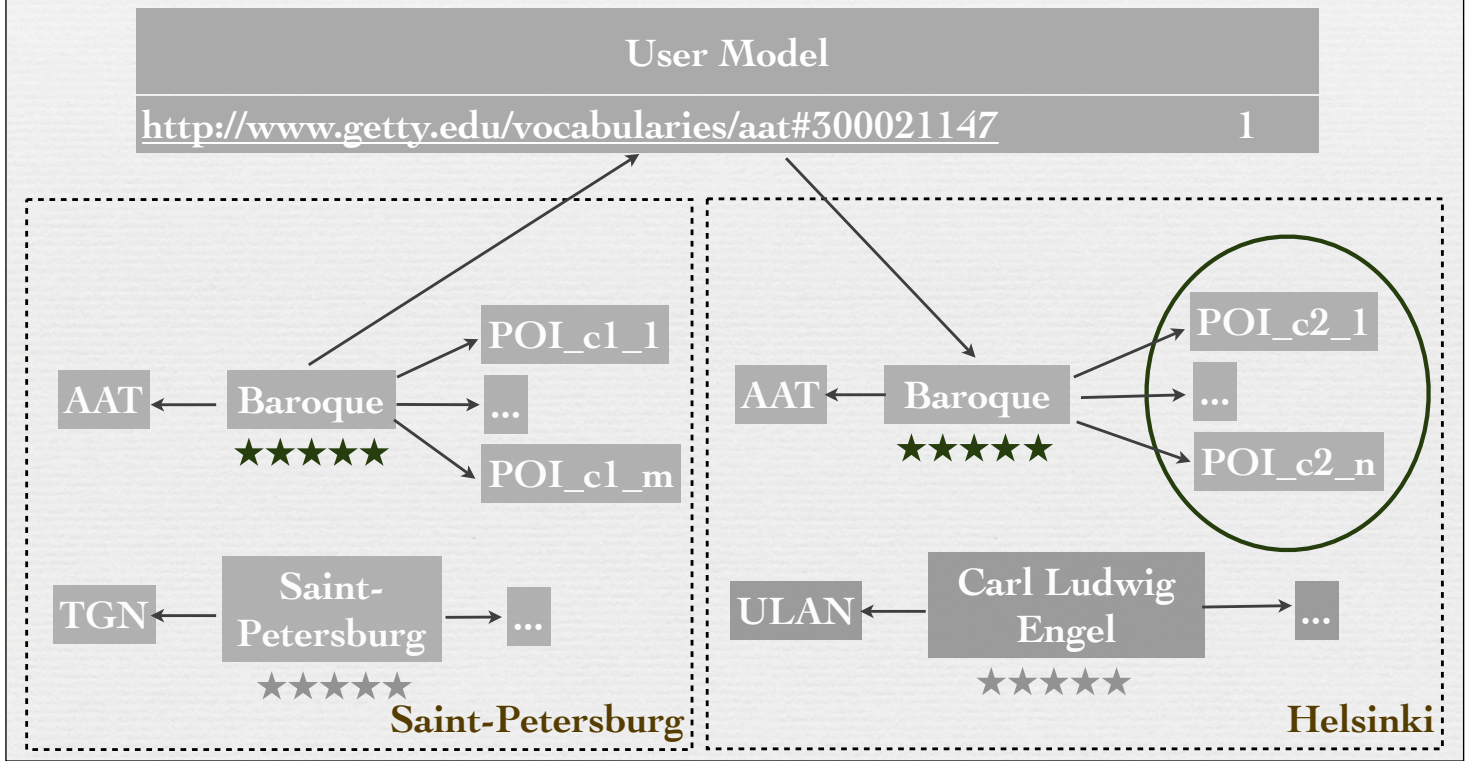 User Model
http://www.getty.edu/vocabularies/aat#300021147 1
POI_c1_1
AAT
Baroque
...
POI_c1_m
TGN
Saint-
Petersburg
...
Saint-Petersburg
POI_c2_1
AAT
Baroque
...
POI_c2_n
ULAN
Carl Ludwig
Engel
...
Helsinki